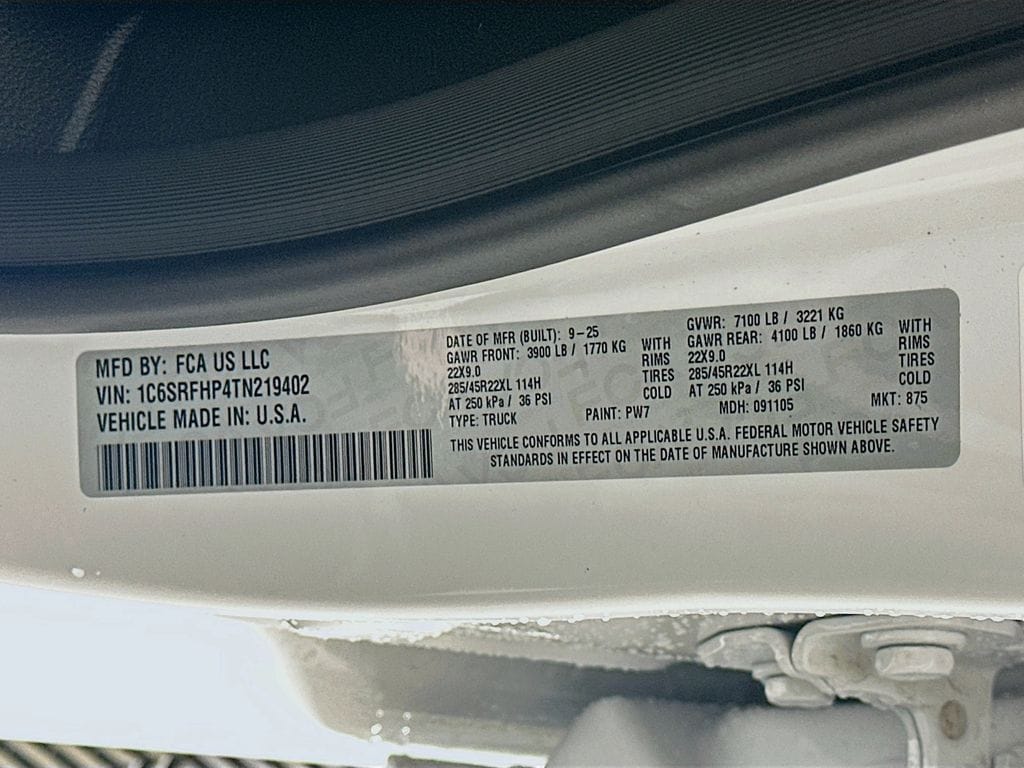 MFD BY: FCA US LLC
VIN: 1C6SRFHP4TN219402
VEHICLE MADE IN: U.S.A.
DATE OF MFR (BUILT): 9-25
GAWR FRONT: 3900 LB / 1770 KG WITH
22X9.0 RIMS
285/45R22XL 114H TIRES
AT 250 kPa / 36 PSI COLD
TYPE: TRUCK PAINT: PW7
GVWR: 7100 LB / 3221 KG
GAWR REAR: 4100 LB / 1860 KG WITH
22X9.0 RIMS
285/45R22XL 114H TIRES
AT 250 kPa / 36 PSI COLD
MDH: 091105 MKT: 875
THIS VEHICLE CONFORMS TO ALL APPLICABLE U.S.A. FEDERAL MOTOR VEHICLE SAFETY
STANDARDS IN EFFECT ON THE DATE OF MANUFACTURE SHOWN ABOVE.